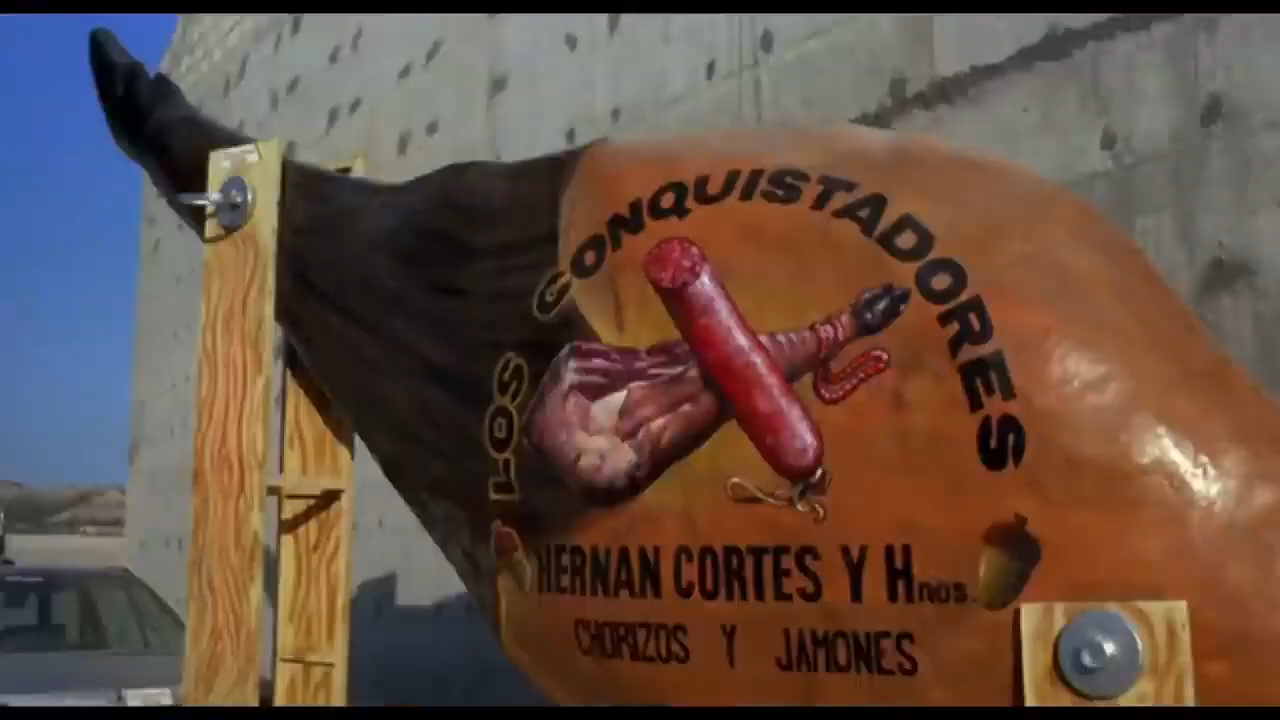 LOS CONQUISTADORES
HERNAN CORTES Y Hnos.
CHORIZOS Y JAMONES